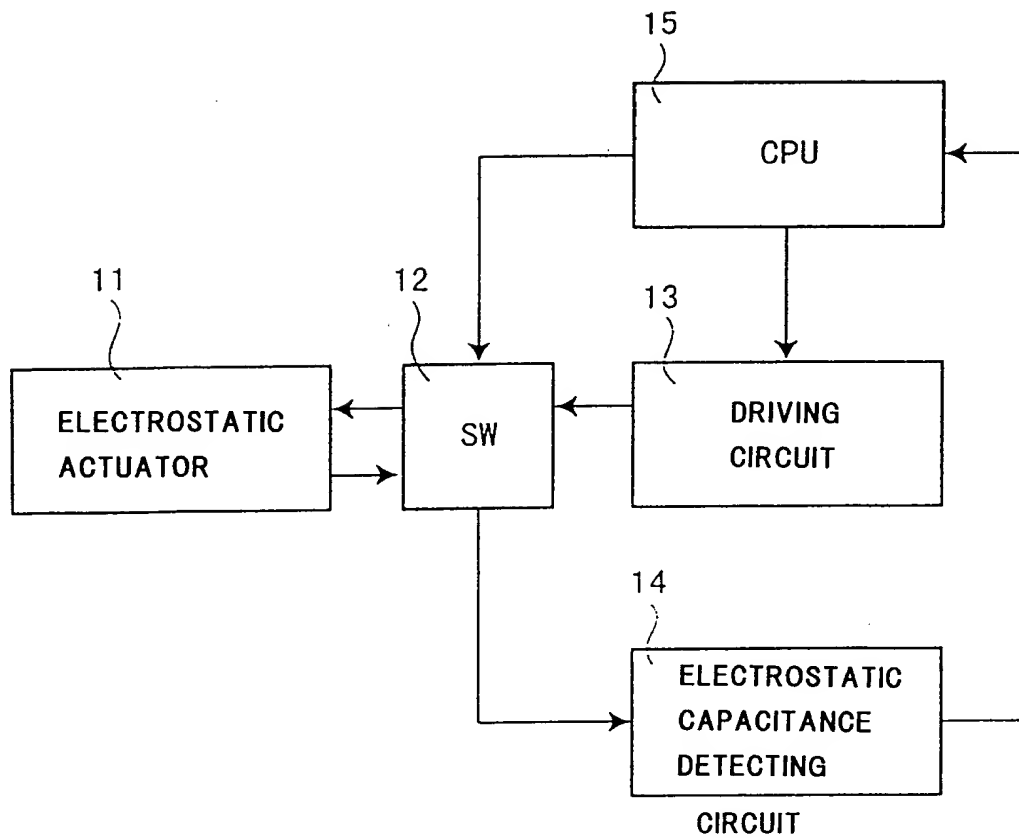 15
CPU
11
12
13
ELECTROSTATIC
ACTUATOR
SW
DRIVING
CIRCUIT
14
ELECTROSTATIC
CAPACITANCE
DETECTING
CIRCUIT